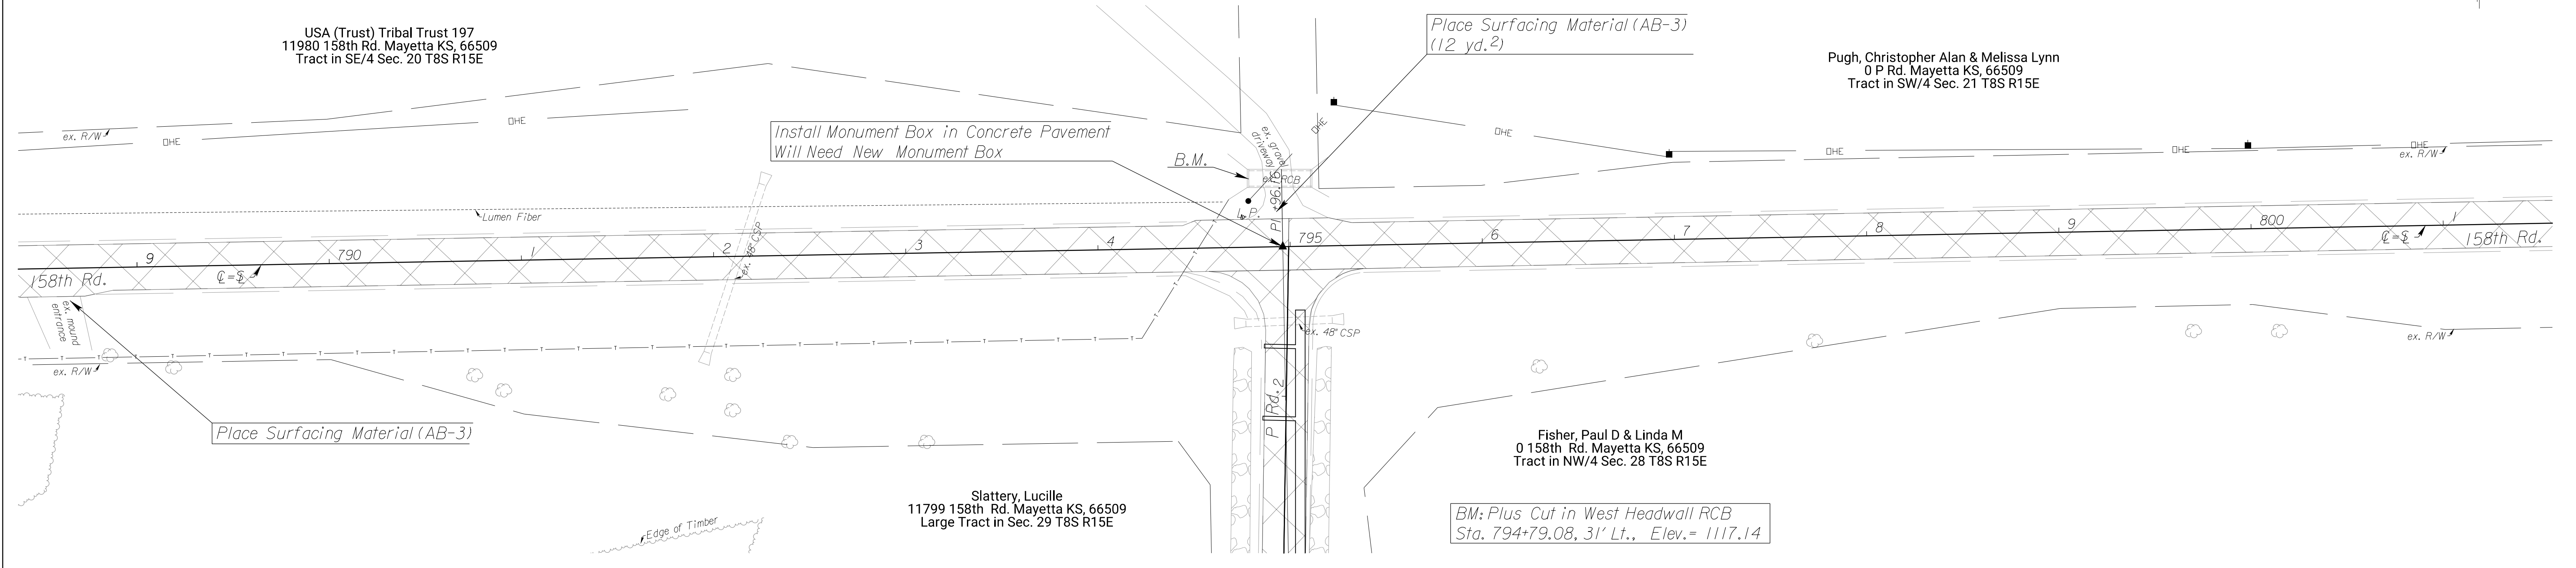 USA (Trust) Tribal Trust 197
11980 158th Rd. Mayetta KS, 66509
Tract in SE/4 Sec. 20 T8S R15E
Place Surfacing Material (AB-3)
(12 yd.²)
Pugh, Christopher Alan & Melissa Lynn
0 P Rd. Mayetta KS, 66509
Tract in SW/4 Sec. 21 T8S R15E
ex. R/W
OHE
OHE
Install Monument Box in Concrete Pavement
Will Need New Monument Box
ex. gravel
driveway
OHE
OHE
OHE
OHE
OHE
ex. R/W
B.M.
ex. RCB
+96.16
L.P.
Lumen Fiber
ex. 48" CSP
9
790
1
2
3
4
795
6
7
8
9
800
1
158th Rd.
℄=
℄=
158th Rd.
ex. mound
entrance
T T T T T T T T T T T T T T T T T T T T T T T T T T T T T T T T
ex. R/W
ex. 48" CSP
ex. R/W
P Rd.
2
Place Surfacing Material (AB-3)
Fisher, Paul D & Linda M
0 158th Rd. Mayetta KS, 66509
Tract in NW/4 Sec. 28 T8S R15E
Slattery, Lucille
11799 158th Rd. Mayetta KS, 66509
Large Tract in Sec. 29 T8S R15E
Edge of Timber
BM: Plus Cut in West Headwall RCB
Sta. 794+79.08, 31' Lt., Elev.= 1117.14